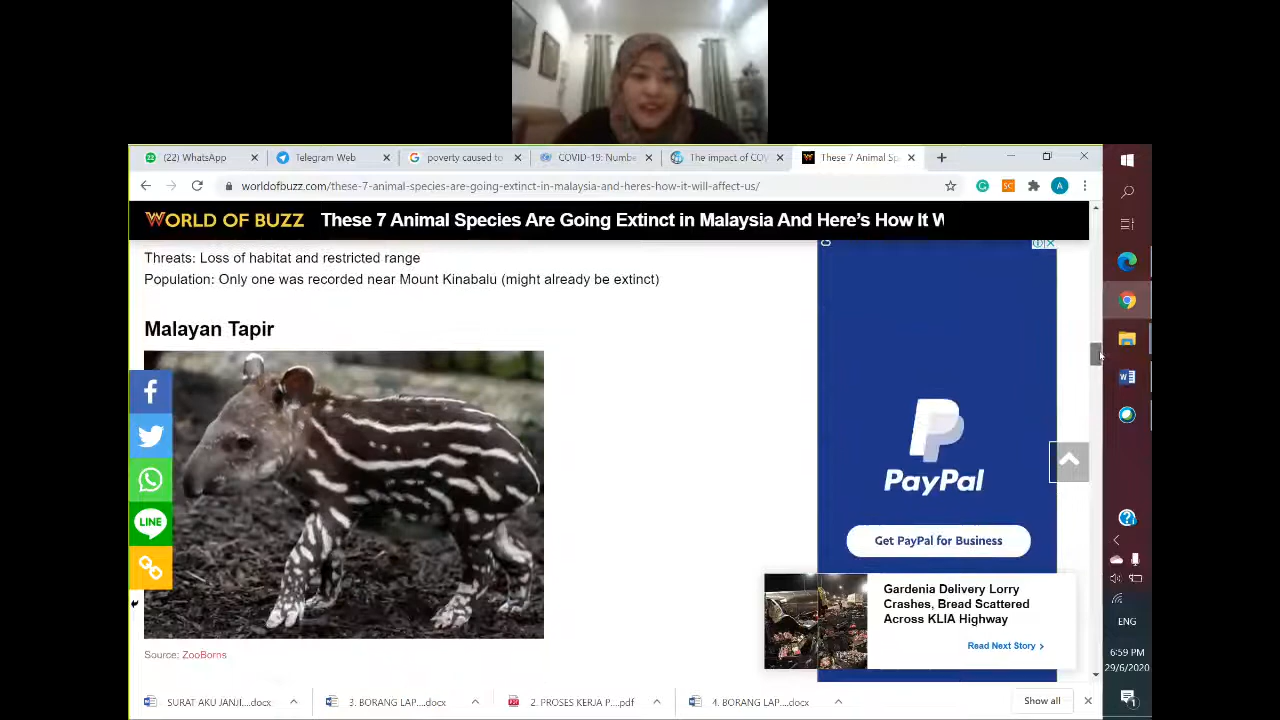 (22) WhatsApp
Telegram Web
poverty caused to
COVID-19: Numbe
The impact of COV
These 7 Animal Sp
worldofbuzz.com/these-7-animal-species-are-going-extinct-in-malaysia-and-heres-how-it-will-affect-us/
SC
A
WORLD OF BUZZ
These 7 Animal Species Are Going Extinct in Malaysia And Here's How It W
Threats: Loss of habitat and restricted range
Population: Only one was recorded near Mount Kinabalu (might already be extinct)
Malayan Tapir
LINE
Source: ZooBorns
PayPal
Get PayPal for Business
Gardenia Delivery Lorry
Crashes, Bread Scattered
Across KLIA Highway
Read Next Story
ENG
6:59 PM
29/6/2020
SURAT AKU JANJI....docx
3. BORANG LAP....docx
2. PROSES KERJA P....pdf
4. BORANG LAP....docx
Show all